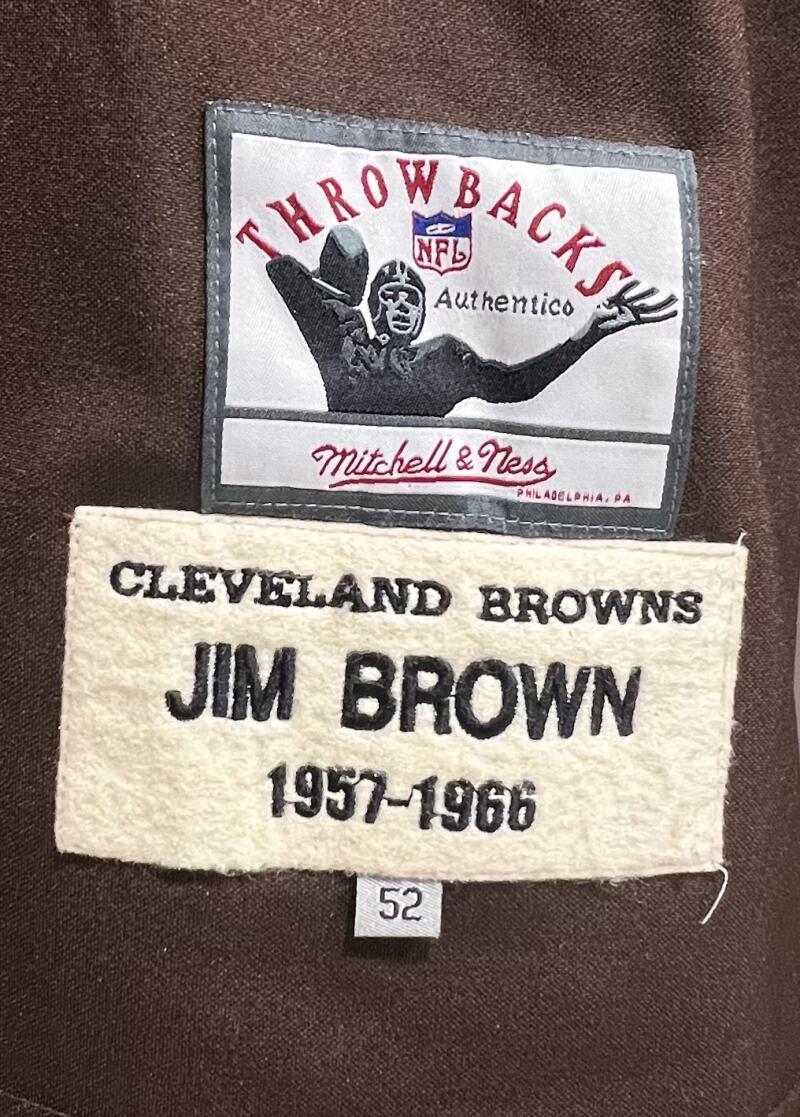 THROWBACKS
NFL
Authentico
Mitchell & Ness
PHILADELPHIA, PA
CLEVELAND BROWNS
JIM BROWN
1957-1966
52